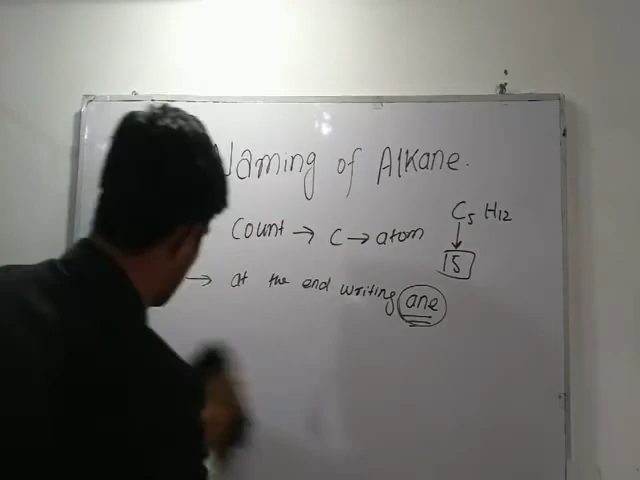 Naming of Alkane.
Count → C → atom
C5 H12
↓
5
→ at the end writing ane